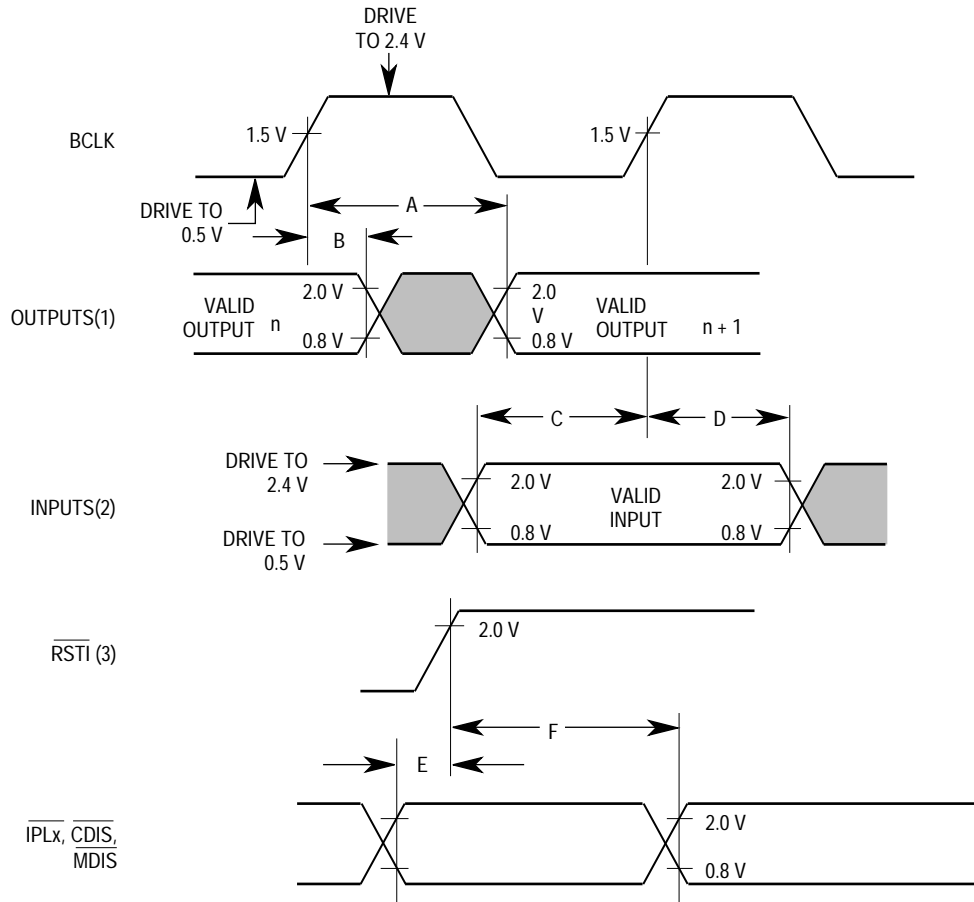 DRIVE
TO 2.4 V
BCLK
1.5 V
1.5 V
DRIVE TO
0.5 V
A
B
OUTPUTS(1)
VALID
OUTPUT n
2.0 V
0.8 V
2.0
V
0.8 V
VALID
OUTPUT n + 1
C
D
INPUTS(2)
DRIVE TO
2.4 V
DRIVE TO
0.5 V
2.0 V
0.8 V
VALID
INPUT
2.0 V
0.8 V
RSTI (3)
2.0 V
F
E
IPLx, CDIS,
MDIS
2.0 V
0.8 V